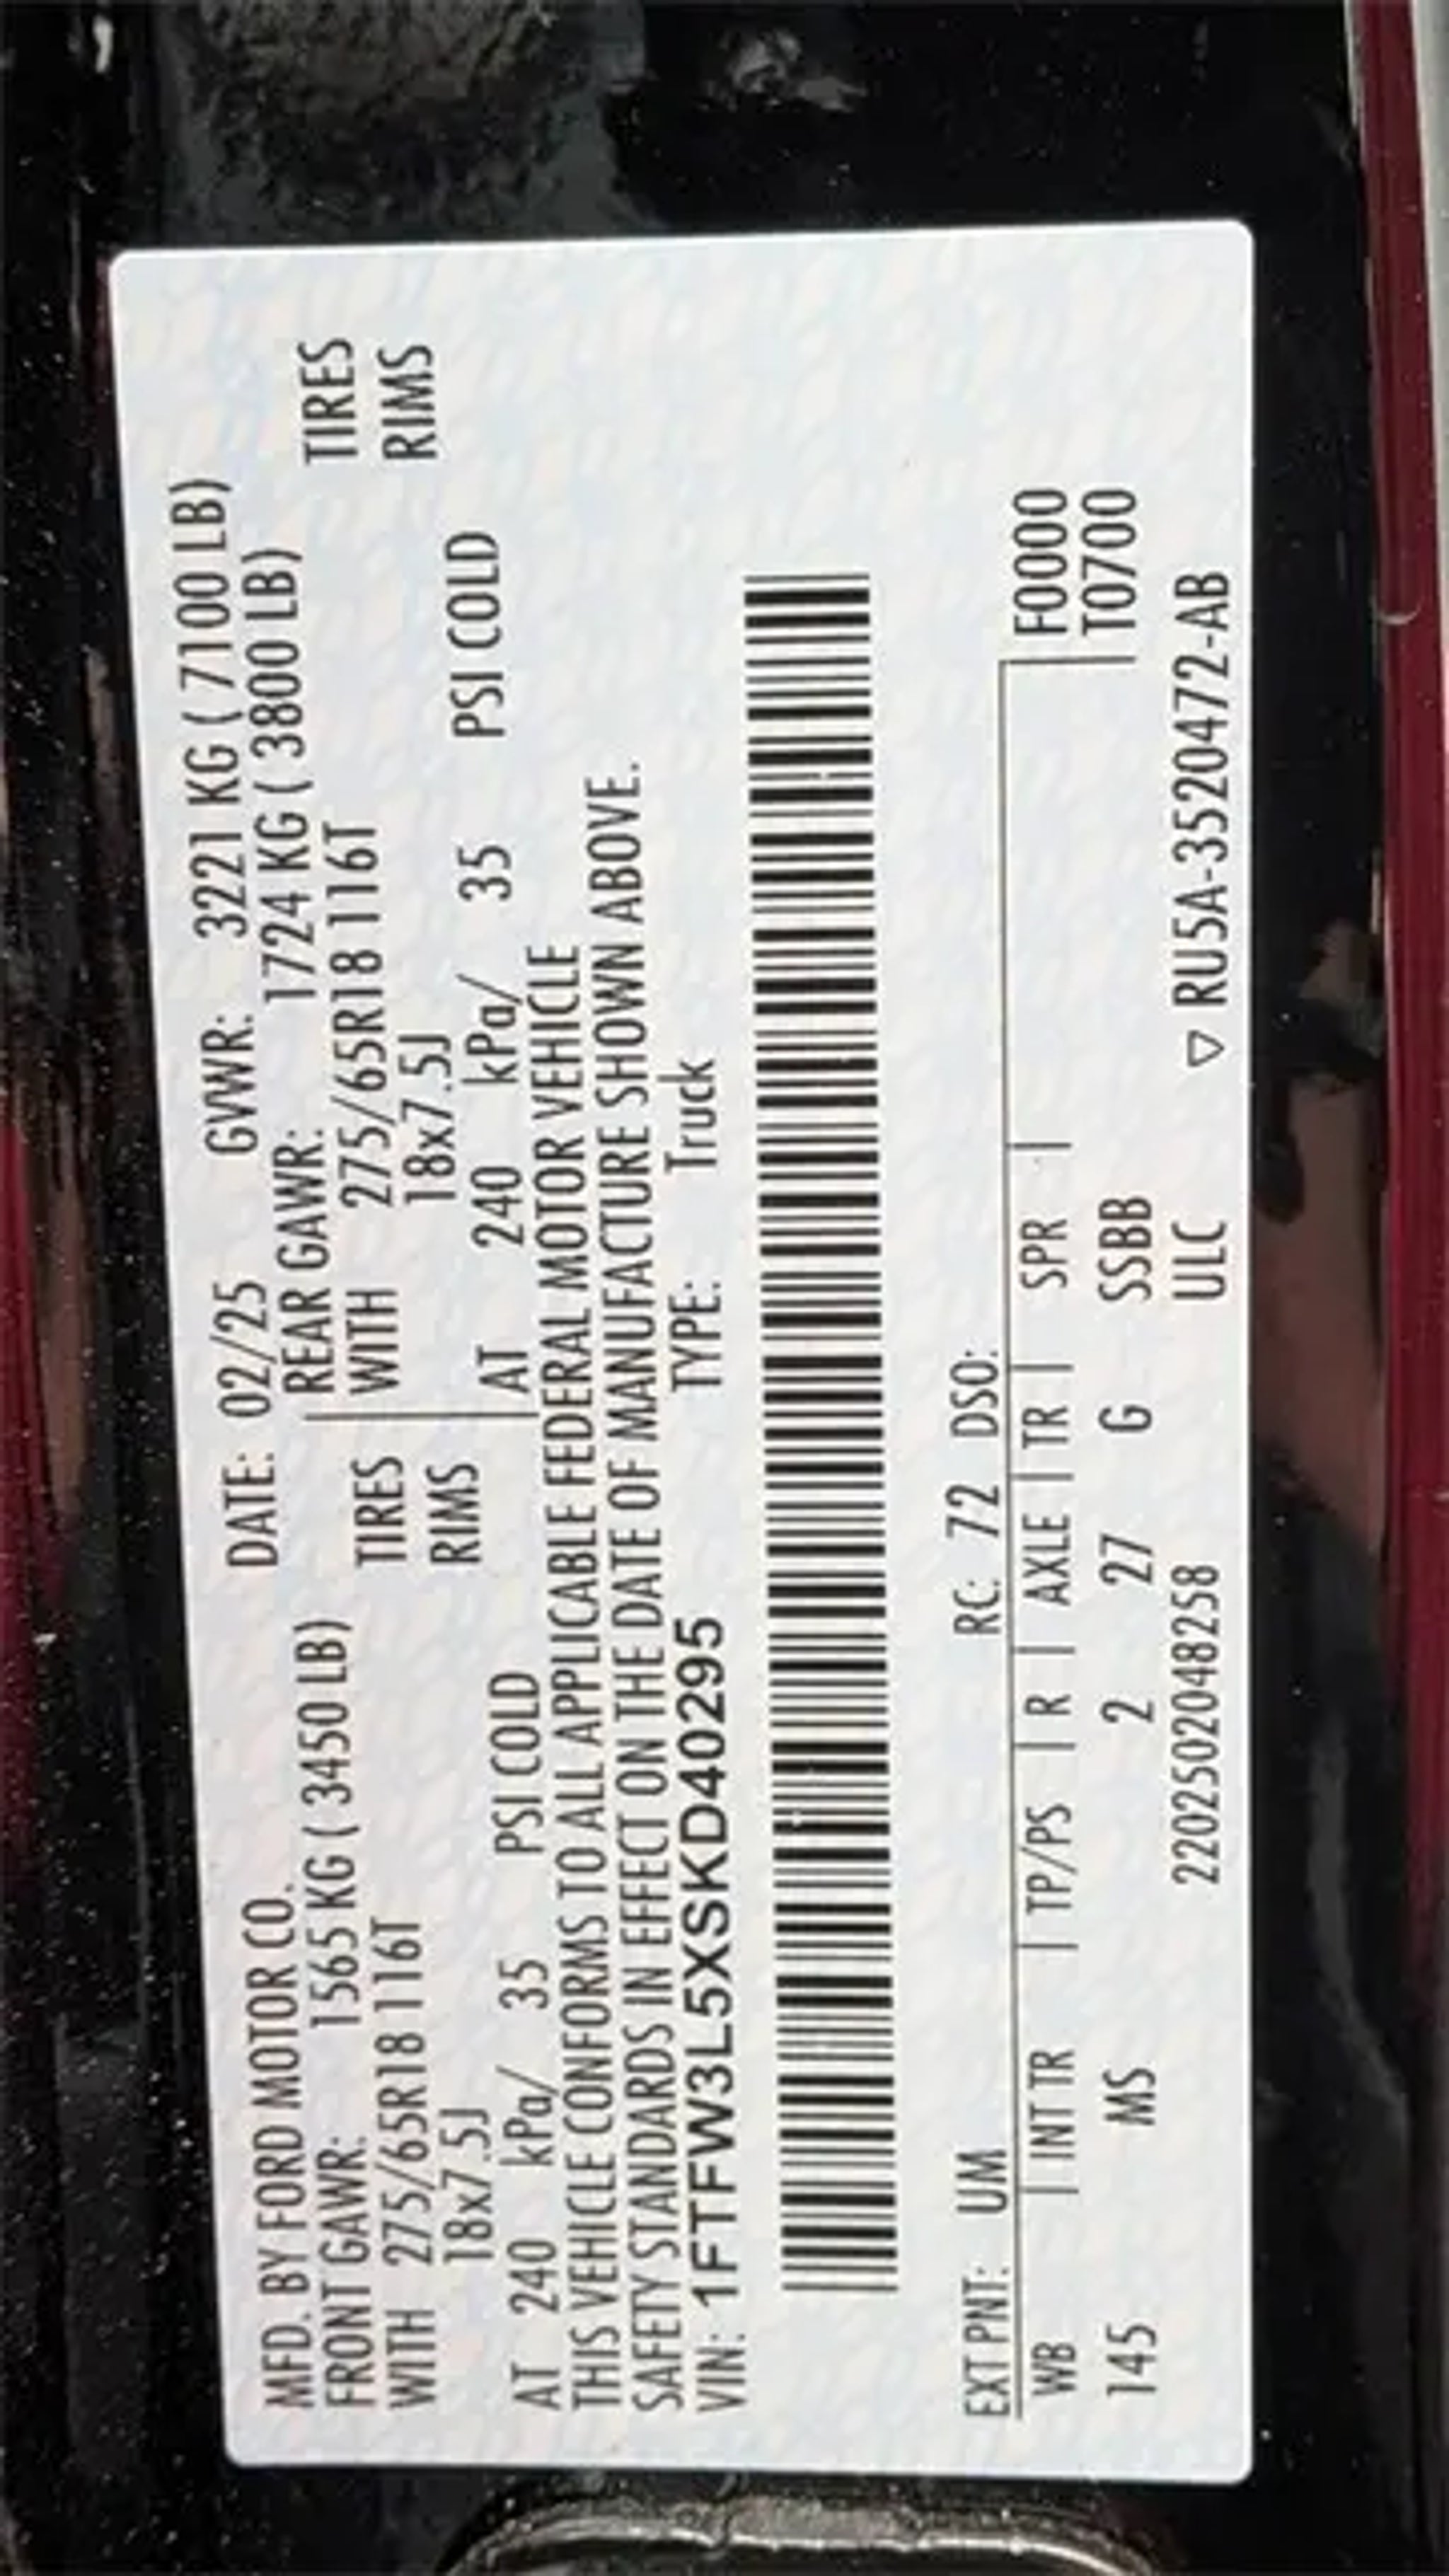 MFD. BY FORD MOTOR CO. DATE: 02/25 GVWR: 3221 KG ( 7100 LB)
FRONT GAWR: 1565 KG ( 3450 LB) REAR GAWR: 1724 KG ( 3800 LB)
WITH 275/65R18 116T TIRES WITH 275/65R18 116T TIRES
18x7.5J RIMS 18x7.5J RIMS
AT 240 kPa/ 35 PSI COLD AT 240 kPa/ 35 PSI COLD
THIS VEHICLE CONFORMS TO ALL APPLICABLE FEDERAL MOTOR VEHICLE
SAFETY STANDARDS IN EFFECT ON THE DATE OF MANUFACTURE SHOWN ABOVE.
VIN: 1FTFW3L5XSKD40295 TYPE: Truck
EXT PNT: UM RC: 72 DSO:
WB | INT TR | TP/PS | R | AXLE | TR | SPR | F0000
145 MS 2 27 G SSBB T0700
22025020482S8 ULC ▽ RU5A-3520472-AB